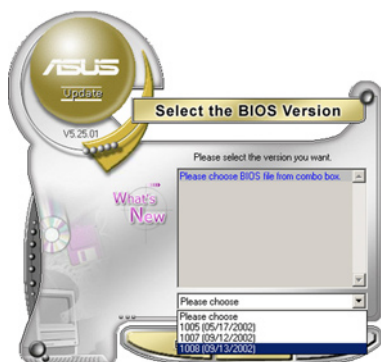 ASUS
Update
V5.25.01
Select the BIOS Version
Please select the version you want.
Please choose BIOS file from combo box.
What's
New
Please choose
Please choose
1005 (05/17/2002)
1007 (09/12/2002)
1008 (09/13/2002)